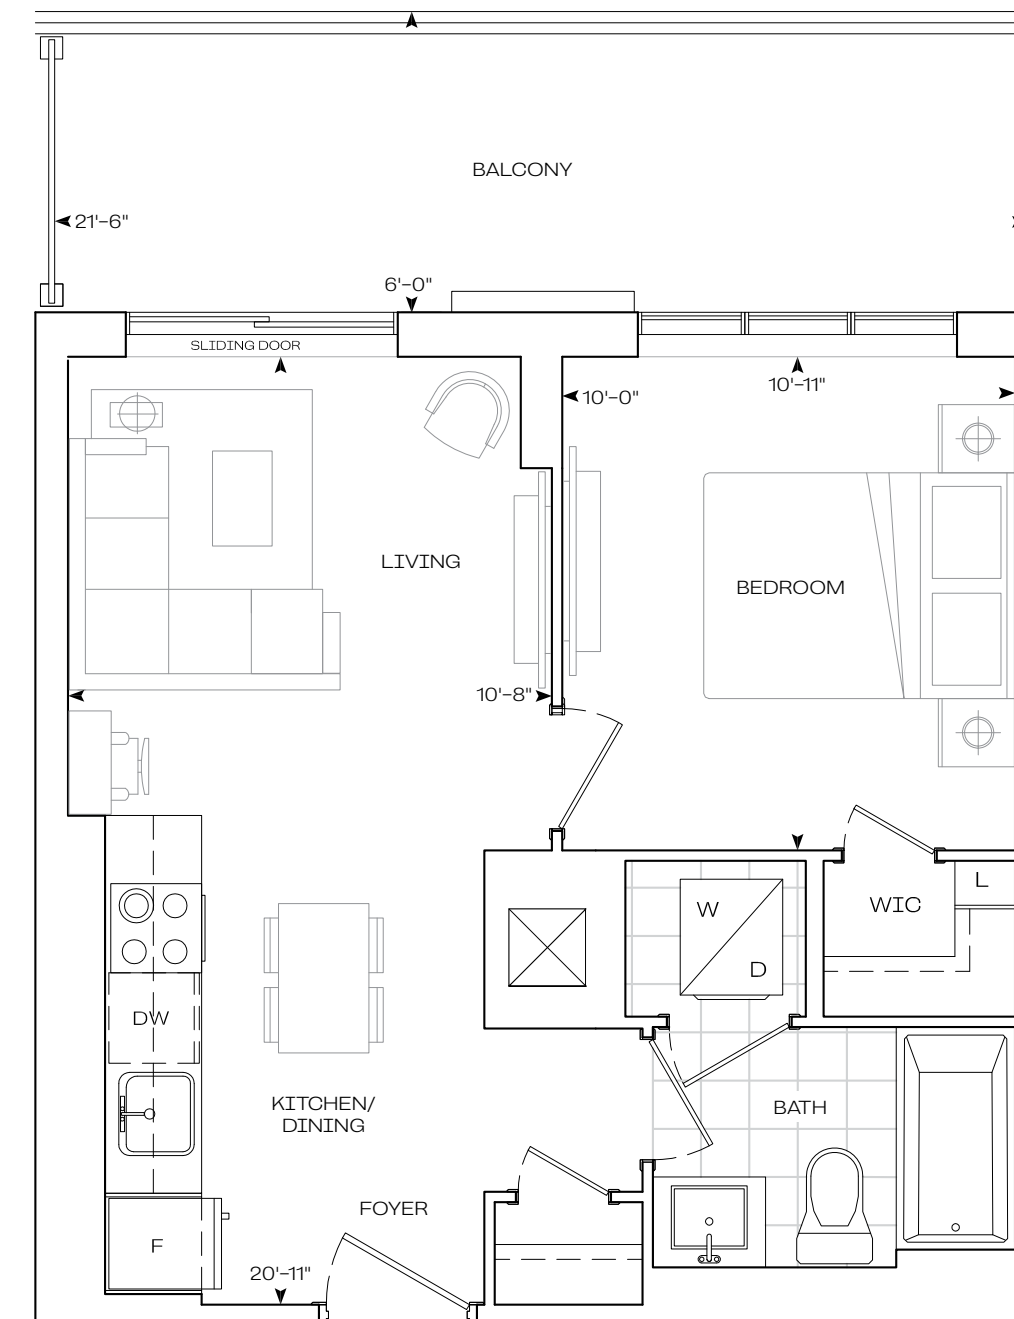 BALCONY
21'-6"
6'-0"
SLIDING DOOR
10'-0"
10'-11"
LIVING
BEDROOM
10'-8"
L
WIC
W
D
DW
KITCHEN/
DINING
BATH
FOYER
F
20'-11"